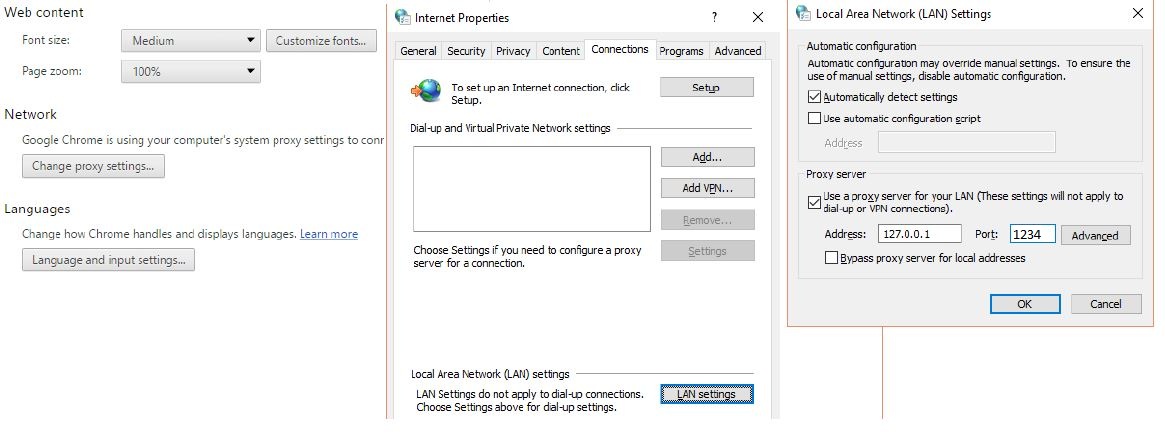 Web content
Font size: Medium Customize fonts...
Page zoom: 100%
Network
Google Chrome is using your computer's system proxy settings to conr
Change proxy settings...
Languages
Change how Chrome handles and displays languages. Learn more
Language and input settings...
Internet Properties ? ×
General Security Privacy Content Connections Programs Advanced
To set up an Internet connection, click
Setup.
Setup
Dial-up and Virtual Private Network settings
Add...
Add VPN...
Remove...
Choose Settings if you need to configure a proxy
server for a connection.
Settings
Local Area Network (LAN) settings
LAN Settings do not apply to dial-up connections.
Choose Settings above for dial-up settings.
LAN settings
Local Area Network (LAN) Settings ×
Automatic configuration
Automatic configuration may override manual settings. To ensure the
use of manual settings, disable automatic configuration.
Automatically detect settings
Use automatic configuration script
Address
Proxy server
Use a proxy server for your LAN (These settings will not apply to
dial-up or VPN connections).
Address: 127.0.0.1 Port: 1234 Advanced
Bypass proxy server for local addresses
OK Cancel